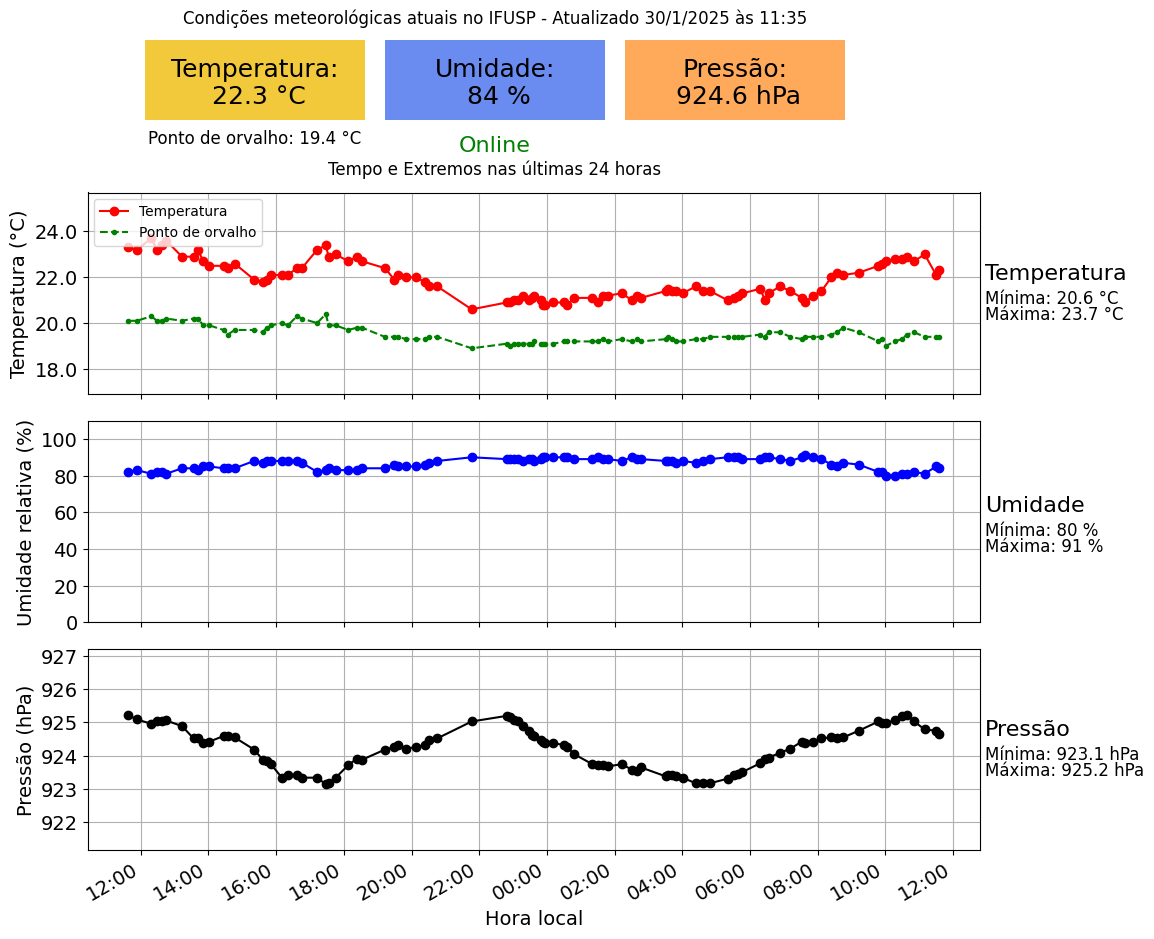 Condições meteorológicas atuais no IFUSP - Atualizado 30/1/2025 às 11:35
Temperatura:
22.3 °C
Umidade:
84 %
Pressão:
924.6 hPa
Ponto de orvalho: 19.4 °C
Online
Tempo e Extremos nas últimas 24 horas
Temperatura (°C)
24.0
22.0
20.0
18.0
Temperatura
Ponto de orvalho
Temperatura
Mínima: 20.6 °C
Máxima: 23.7 °C
Umidade relativa (%)
100
80
60
40
20
0
Umidade
Mínima: 80 %
Máxima: 91 %
Pressão (hPa)
927
926
925
924
923
922
Pressão
Mínima: 923.1 hPa
Máxima: 925.2 hPa
12:00 14:00 16:00 18:00 20:00 22:00 00:00 02:00 04:00 06:00 08:00 10:00 12:00
Hora local